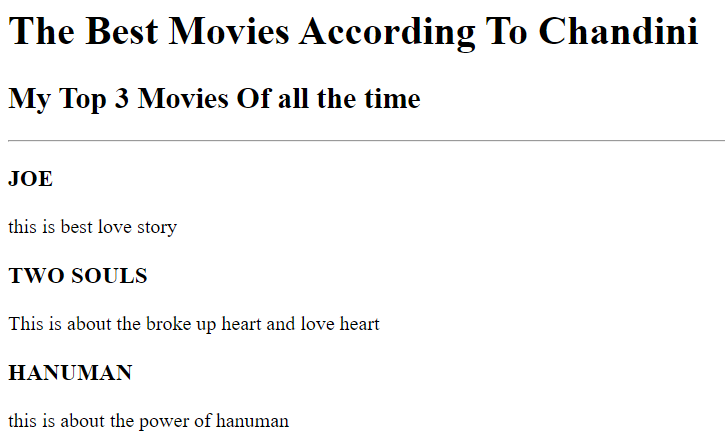 The Best Movies According To Chandini
My Top 3 Movies Of all the time
JOE
this is best love story
TWO SOULS
This is about the broke up heart and love heart
HANUMAN
this is about the power of hanuman